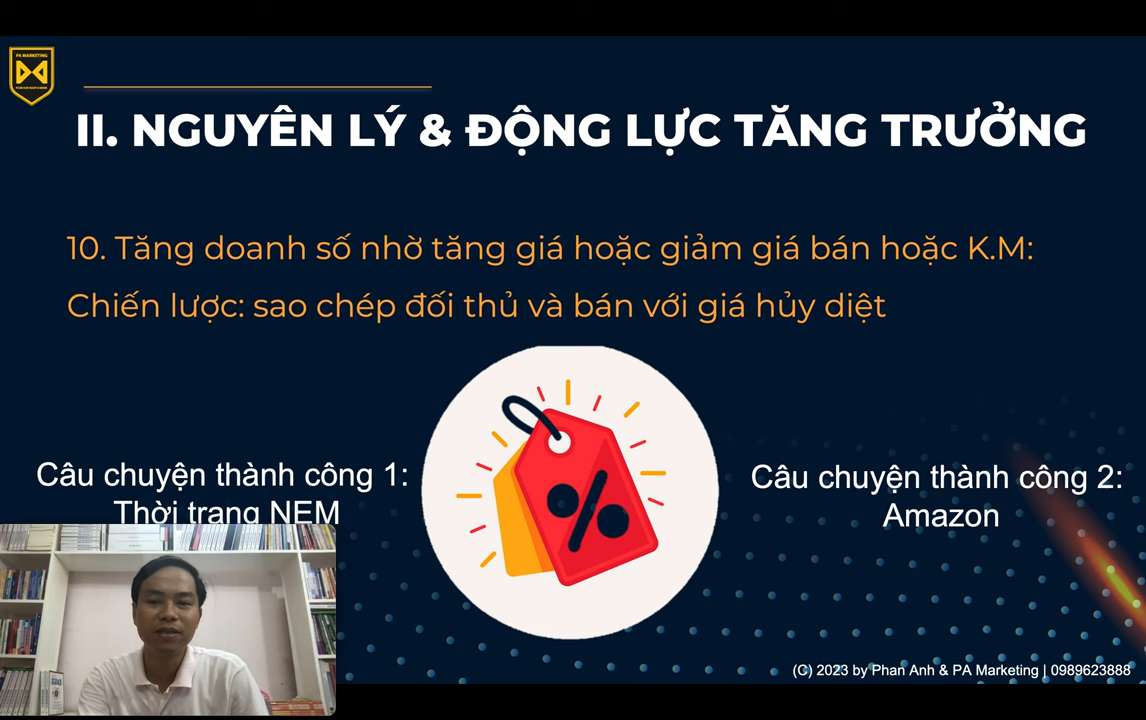 PA MARKETING
II. NGUYÊN LÝ & ĐỘNG LỰC TĂNG TRƯỞNG
10. Tăng doanh số nhờ tăng giá hoặc giảm giá bán hoặc K.M:
Chiến lược: sao chép đối thủ và bán với giá hủy diệt
Câu chuyện thành công 1:
Thời trang NEM
%
Câu chuyện thành công 2:
Amazon
(C) 2023 by Phan Anh & PA Marketing | 0989623888